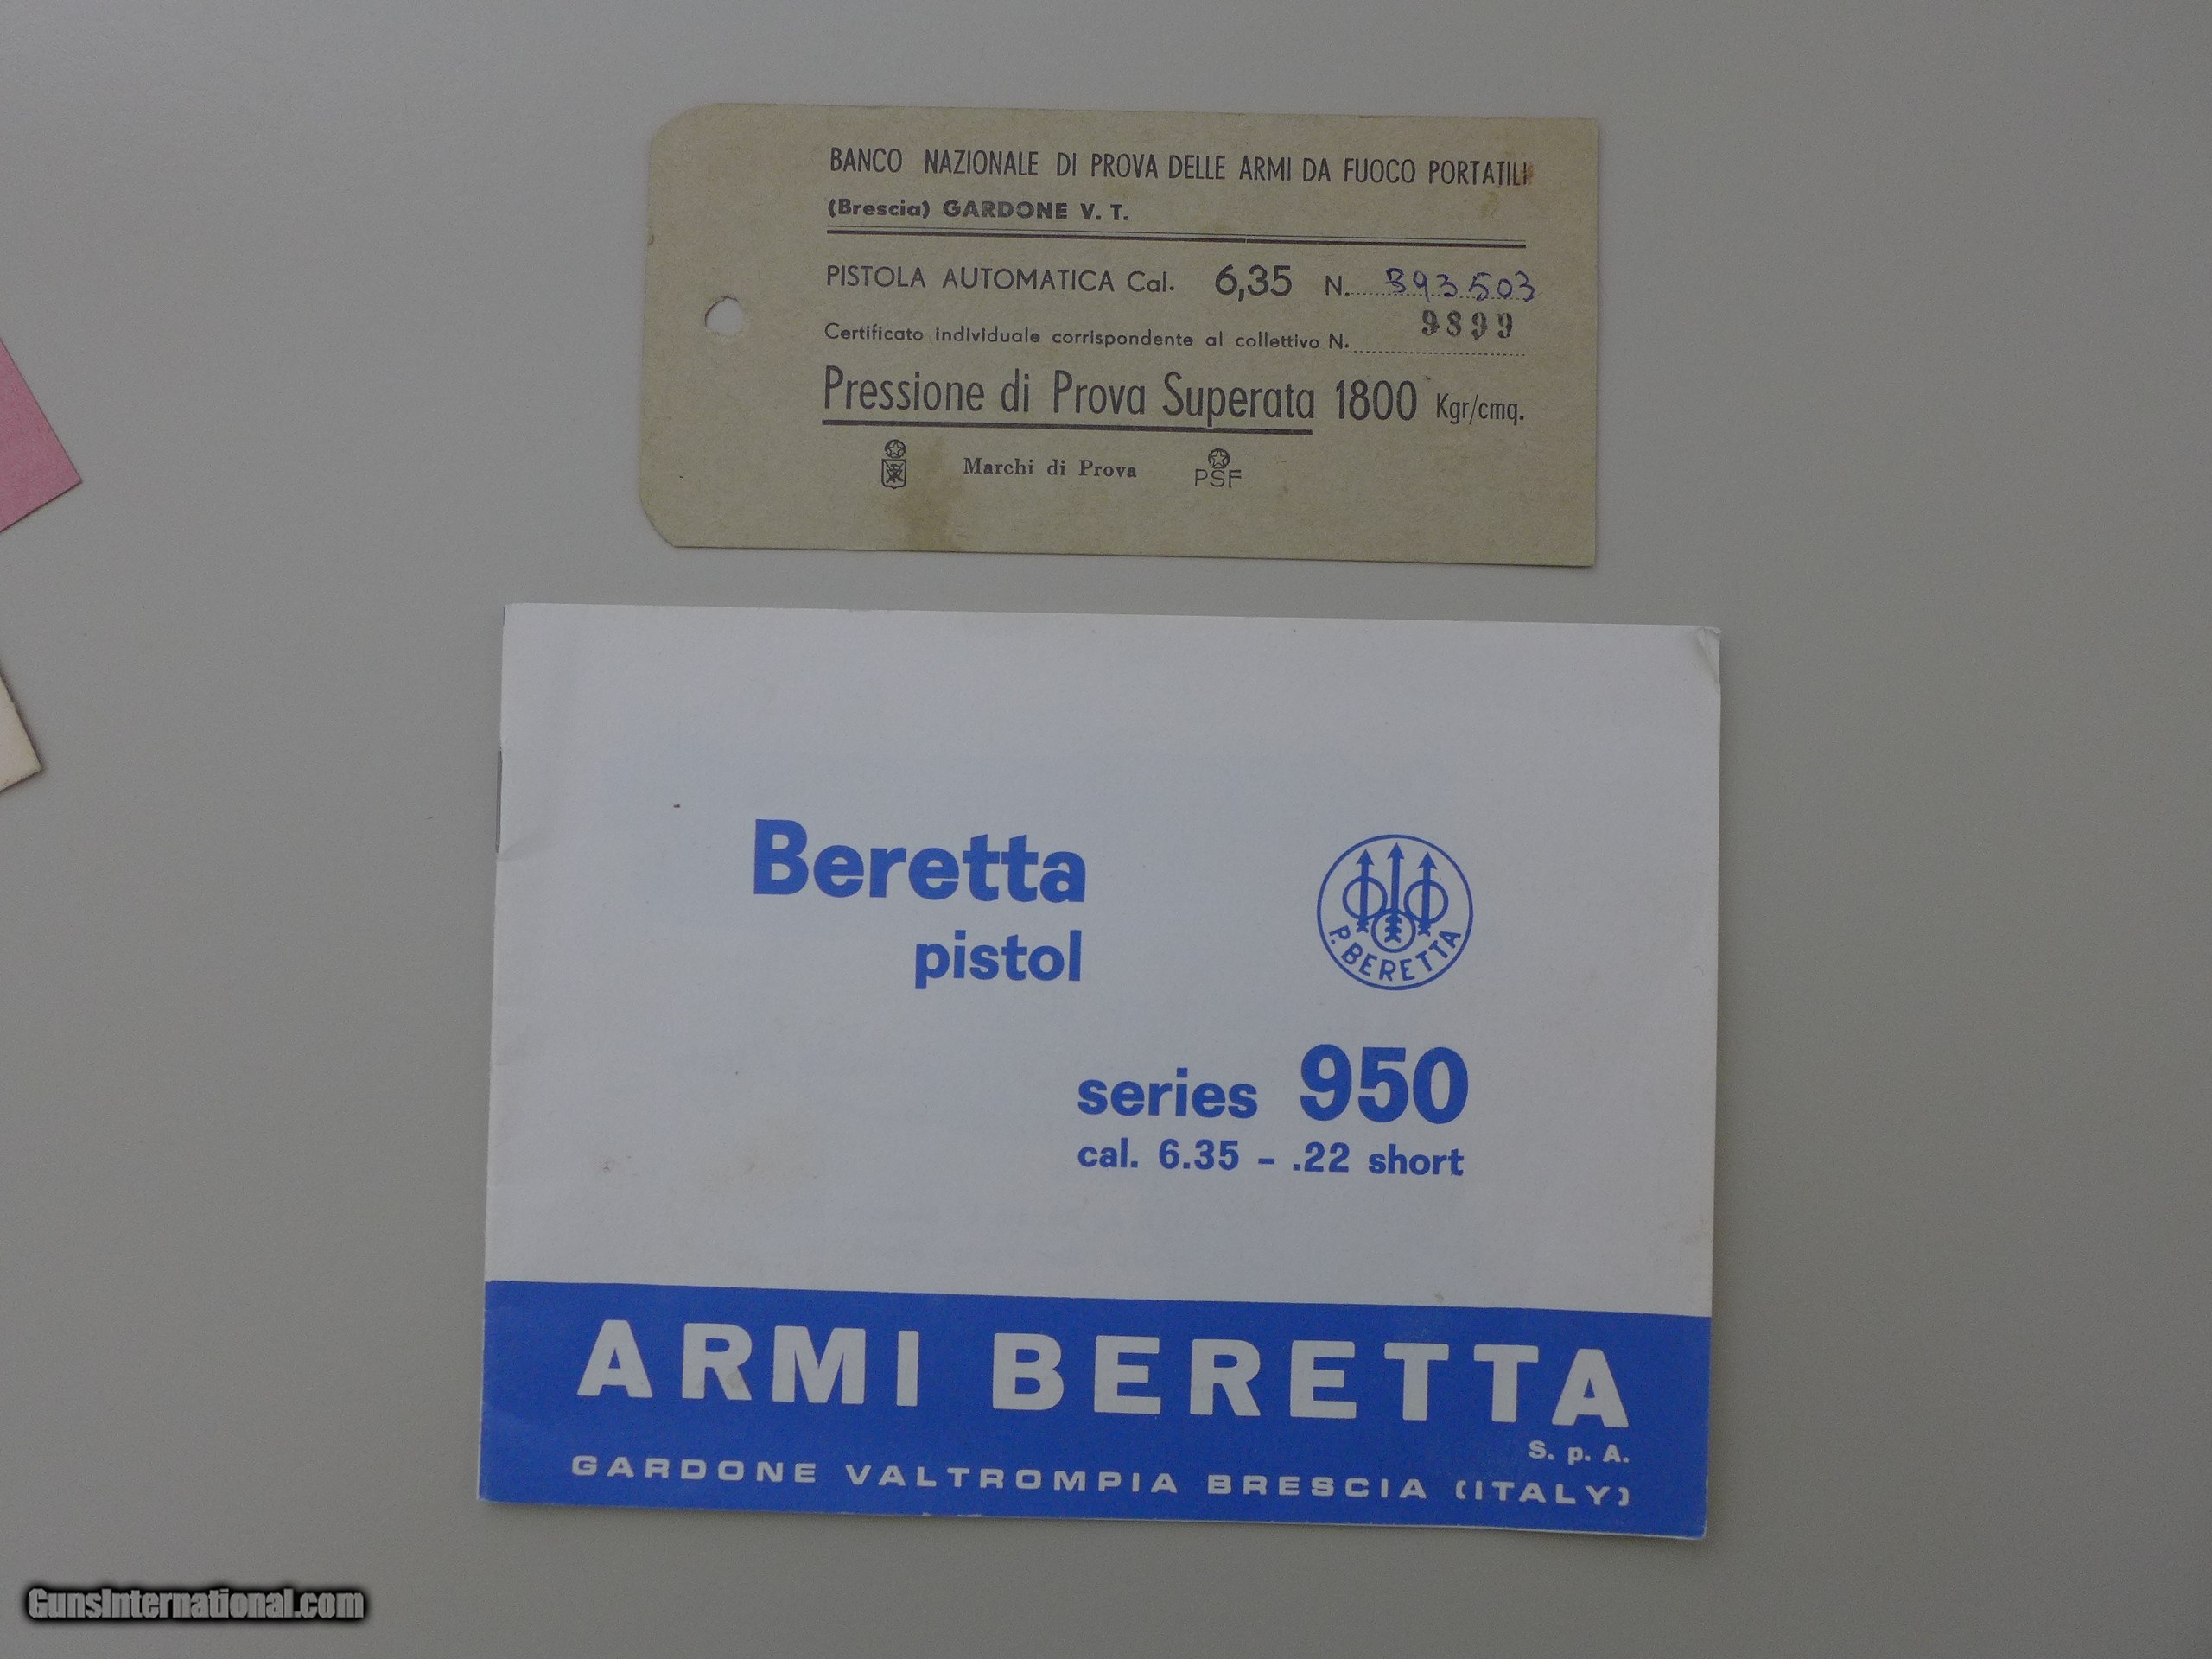 BANCO NAZIONALE DI PROVA DELLE ARMI DA FUOCO PORTATILI
(Brescia) GARDONE V. T.
PISTOLA AUTOMATICA Cal. 6,35 N. 893503
Certificato individuale corrispondente al collettivo N. 9899
Pressione di Prova Superata 1800 Kgr/cmq.
Marchi di Prova PSF
Beretta
pistol
P. BERETTA
series 950
cal. 6.35 - .22 short
ARMI BERETTA
S. p. A.
GARDONE VALTROMPIA BRESCIA (ITALY)
GunsInternational.com